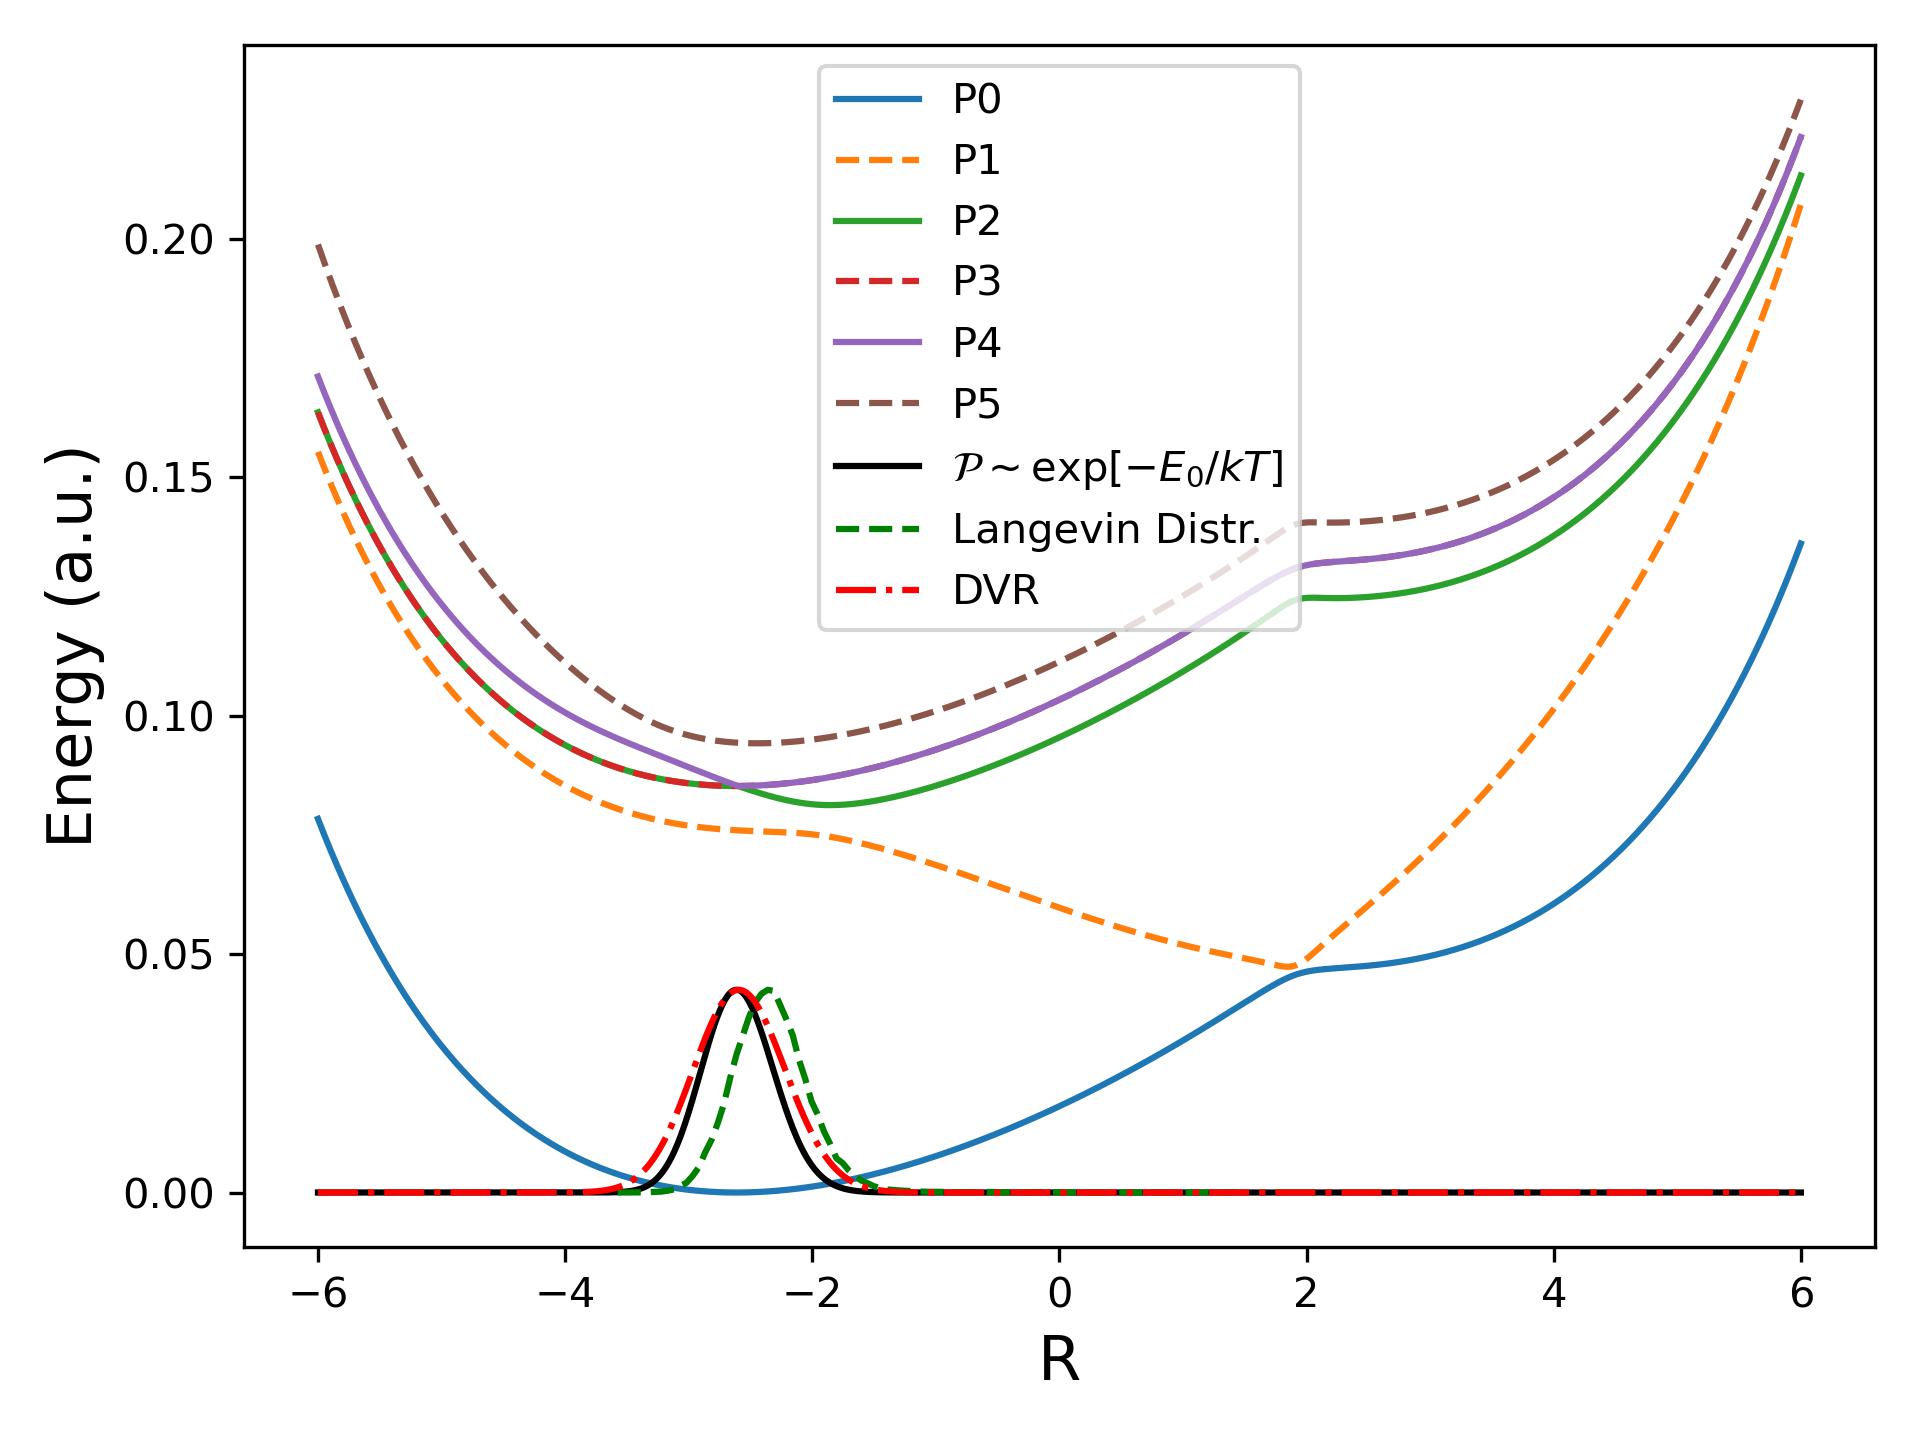 P0
P1
P2
P3
P4
P5
𝒫 ~ exp[−E₀/kT]
Langevin Distr.
DVR
Energy (a.u.)
0.20
0.15
0.10
0.05
0.00
−6 −4 −2 0 2 4 6
R